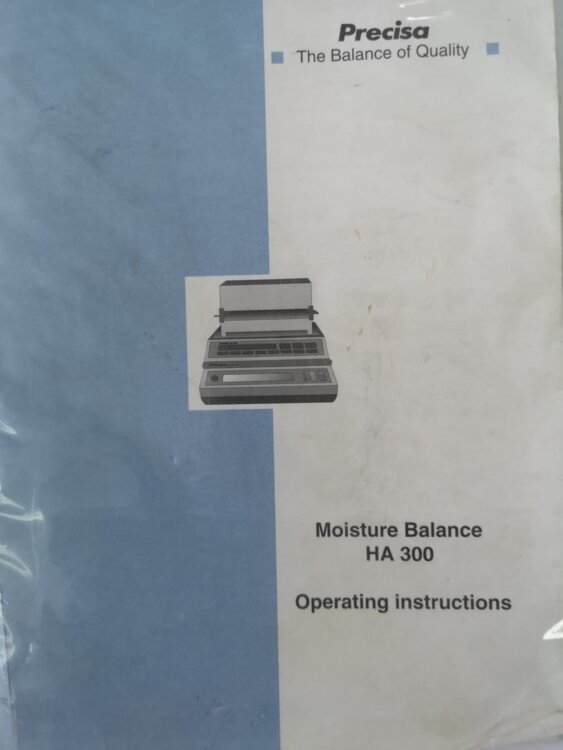 Precisa
The Balance of Quality
Moisture Balance
HA 300
Operating instructions